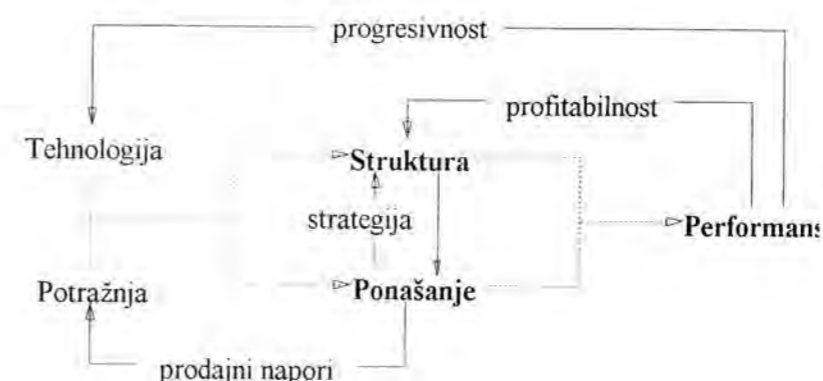 progresivnost
profitabilnost
Tehnologija
Struktura
strategija
Performans
Potražnja
Ponašanje
prodajni napori